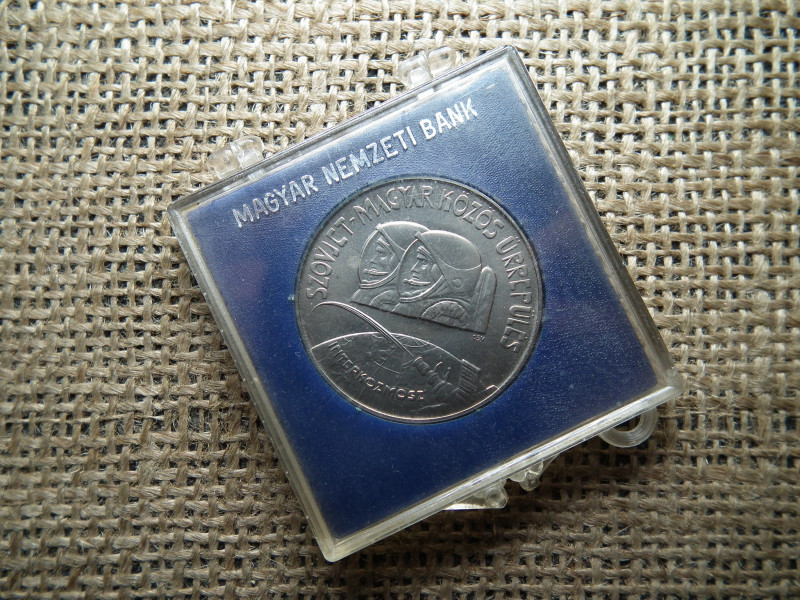 MAGYAR NEMZETI BANK
SZOVJET-MAGYAR KÖZÖS ŰRREPÜLÉS
INTERKOZMOSZ